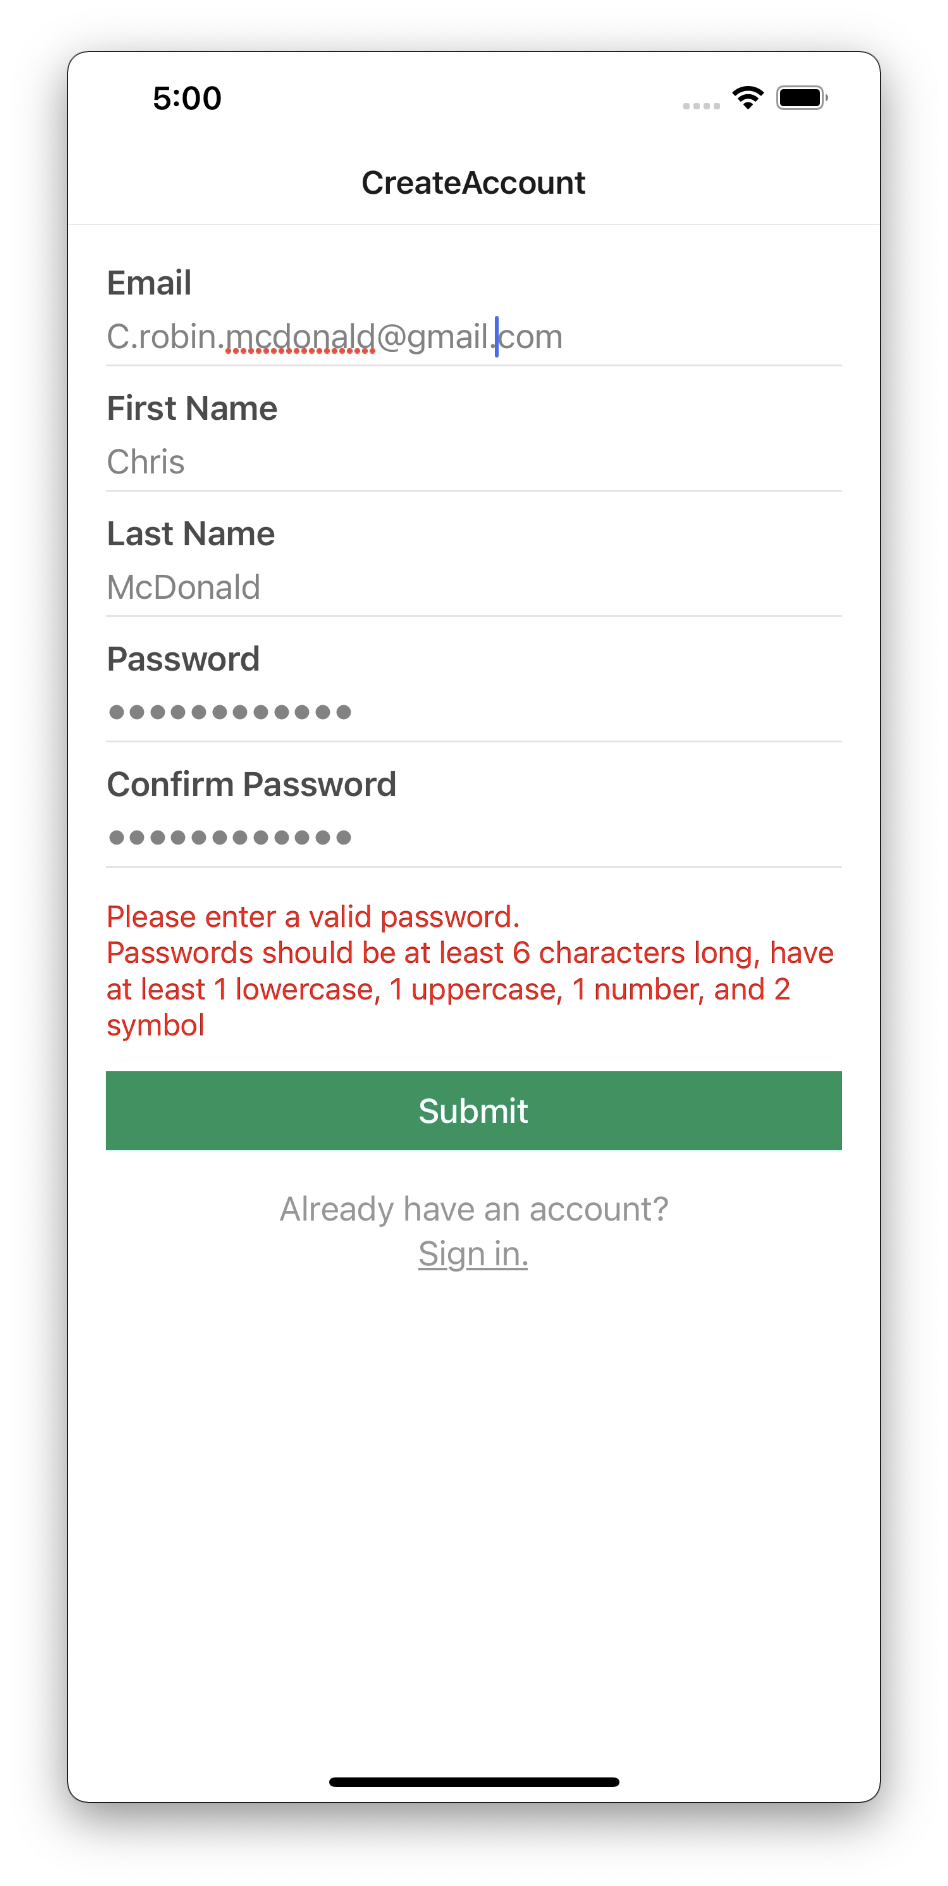 5:00
CreateAccount
Email
C.robin.mcdonald@gmail.com
First Name
Chris
Last Name
McDonald
Password
●●●●●●●●●●●●
Confirm Password
●●●●●●●●●●●●
Please enter a valid password.
Passwords should be at least 6 characters long, have
at least 1 lowercase, 1 uppercase, 1 number, and 2
symbol
Submit
Already have an account?
Sign in.